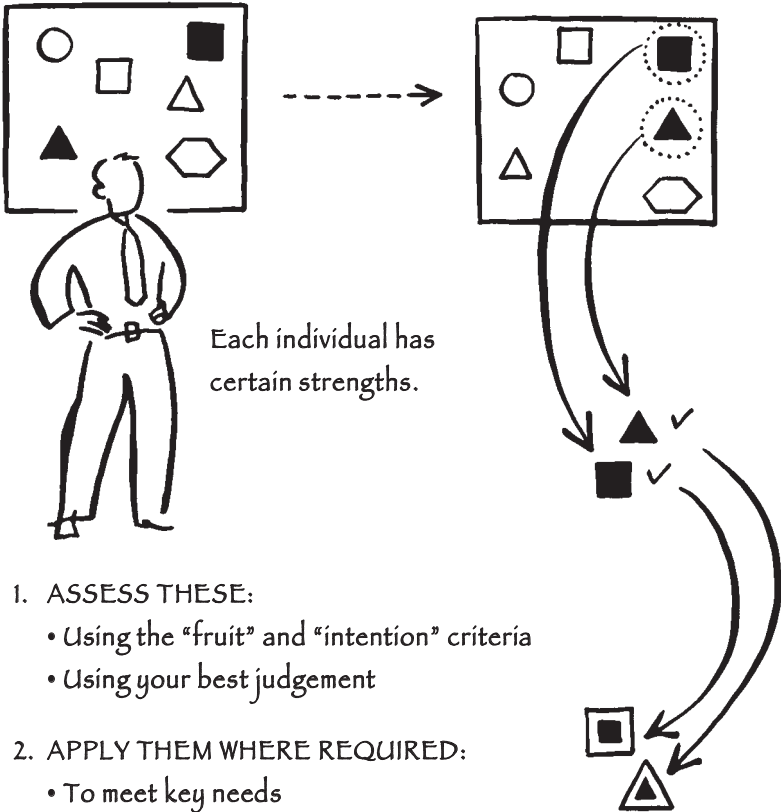 Each individual has
certain strengths.
1. ASSESS THESE:
• Using the “fruit” and “intention” criteria
• Using your best judgement
2. APPLY THEM WHERE REQUIRED:
• To meet key needs